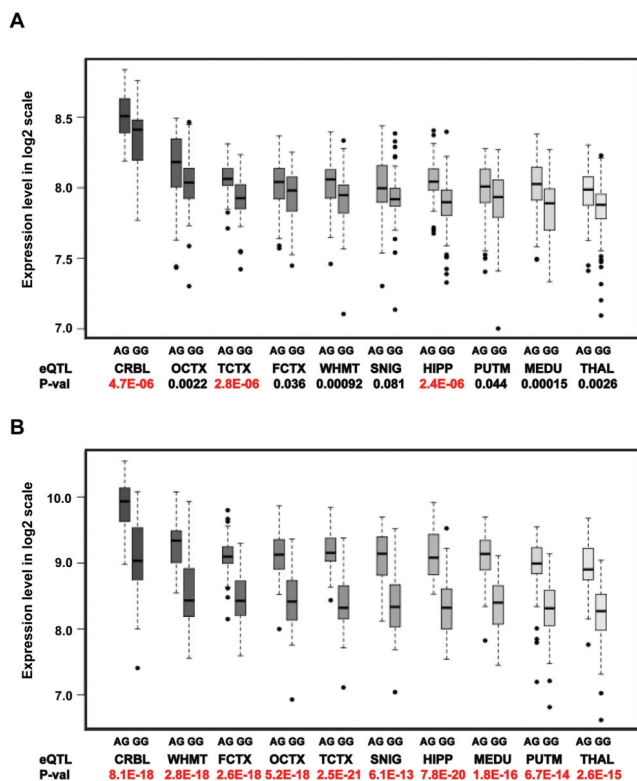 A
Expression level in log2 scale
8.5
8.0
7.5
7.0
AG GG AG GG AG GG AG GG AG GG AG GG AG GG AG GG AG GG AG GG
eQTL CRBL OCTX TCTX FCTX WHMT SNIG HIPP PUTM MEDU THAL
P-val 4.7E-06 0.0022 2.8E-06 0.036 0.00092 0.081 2.4E-06 0.044 0.00015 0.0026
B
Expression level in log2 scale
10.0
9.0
8.0
7.0
AG GG AG GG AG GG AG GG AG GG AG GG AG GG AG GG AG GG AG GG
eQTL CRBL WHMT FCTX OCTX TCTX SNIG HIPP MEDU PUTM THAL
P-val 8.1E-18 2.8E-18 2.6E-18 5.2E-18 2.5E-21 6.1E-13 7.8E-20 1.8E-16 6.7E-14 2.6E-15